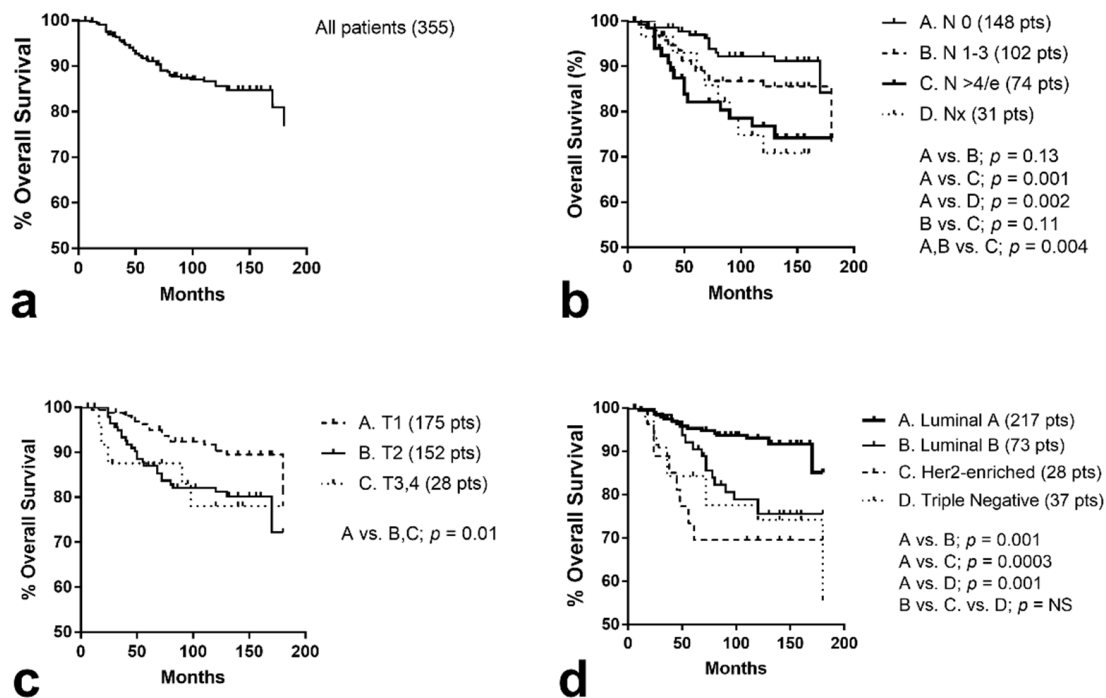 100
90
80
70
60
50
0 50 100 150 200
% Overall Survival
Months
All patients (355)
a
100
90
80
70
60
50
0 50 100 150 200
Overall Suvival (%)
Months
A. N 0 (148 pts)
B. N 1-3 (102 pts)
C. N >4/e (74 pts)
D. Nx (31 pts)
A vs. B; p = 0.13
A vs. C; p = 0.001
A vs. D; p = 0.002
B vs. C; p = 0.11
A,B vs. C; p = 0.004
b
100
90
80
70
60
50
0 50 100 150 200
% Overall Survival
Months
A. T1 (175 pts)
B. T2 (152 pts)
C. T3,4 (28 pts)
A vs. B,C; p = 0.01
c
100
90
80
70
60
50
0 50 100 150 200
% Overall Survival
Months
A. Luminal A (217 pts)
B. Luminal B (73 pts)
C. Her2-enriched (28 pts)
D. Triple Negative (37 pts)
A vs. B; p = 0.001
A vs. C; p = 0.0003
A vs. D; p = 0.001
B vs. C. vs. D; p = NS
d